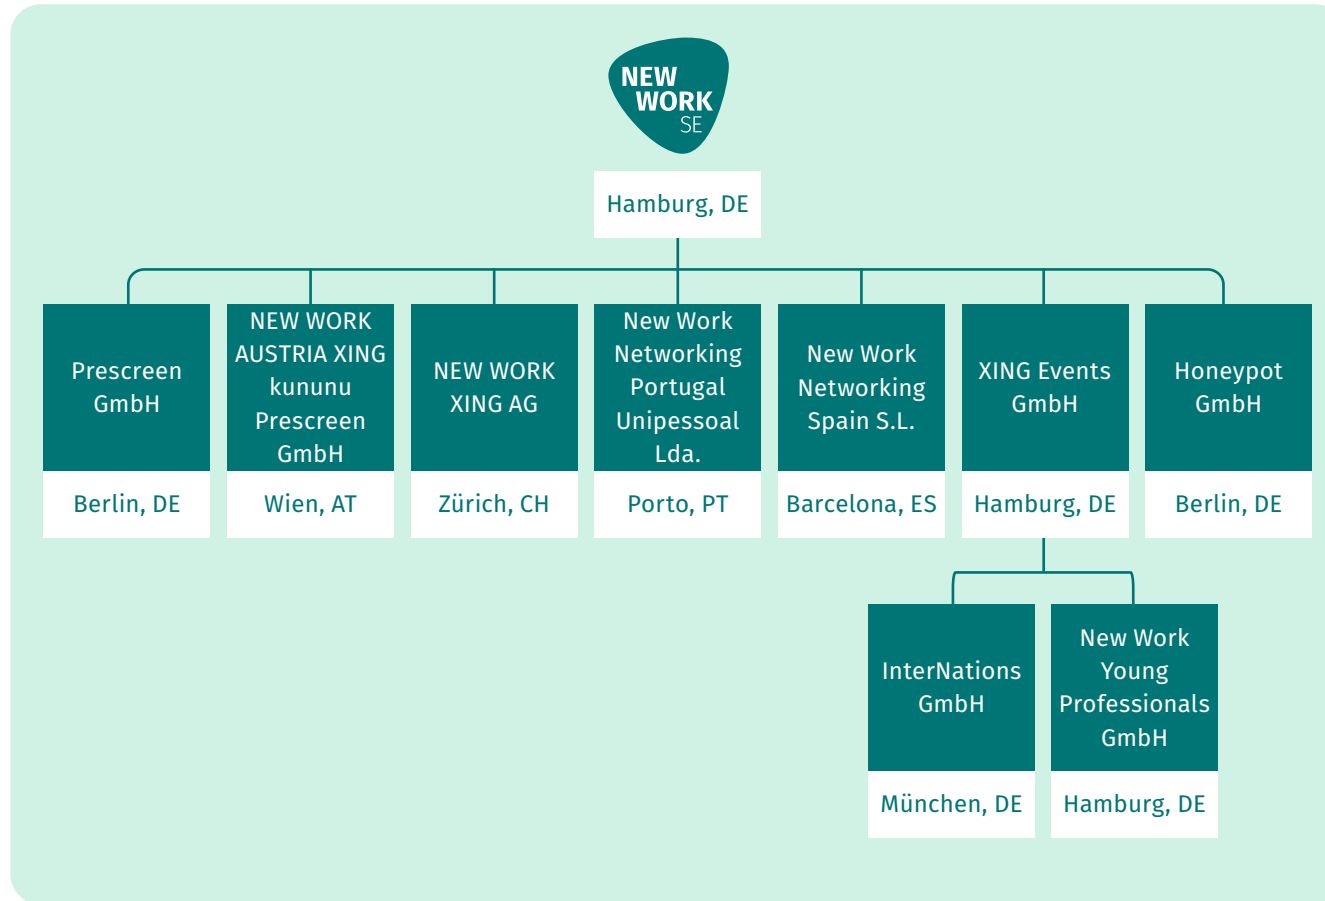 NEW
WORK
SE
Hamburg, DE
Prescreen
GmbH
Berlin, DE
NEW WORK
AUSTRIA XING
kununu
Prescreen
GmbH
Wien, AT
NEW WORK
XING AG
Zürich, CH
New Work
Networking
Portugal
Unipessoal
Lda.
Porto, PT
New Work
Networking
Spain S.L.
Barcelona, ES
XING Events
GmbH
Hamburg, DE
Honeypot
GmbH
Berlin, DE
InterNations
GmbH
München, DE
New Work
Young
Professionals
GmbH
Hamburg, DE